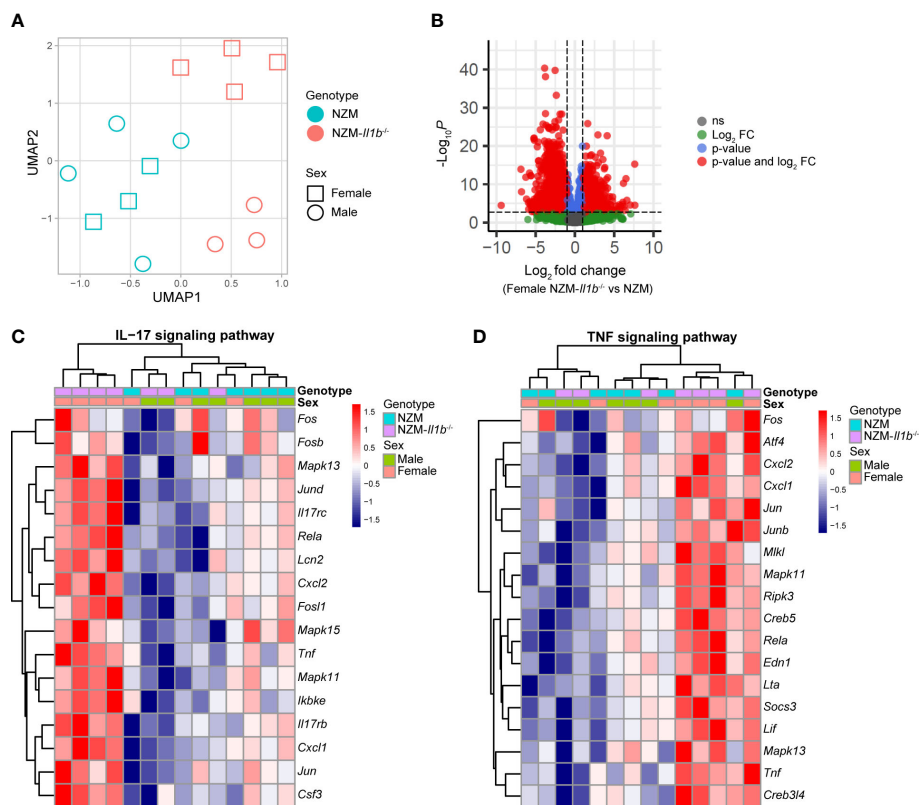 A
2
1
0
−1
UMAP2
−1.0
−0.5
0.0
0.5
1.0
UMAP1
Genotype
NZM
NZM-Il1b-/-
Sex
Female
Male
B
40
30
20
10
0
-Log10P
−10
−5
0
5
10
Log2 fold change
(Female NZM-Il1b-/- vs NZM)
ns
Log2 FC
p-value
p-value and log2 FC
C
IL−17 signaling pathway
Genotype
Sex
Fos
Fosb
Mapk13
Jund
Il17rc
Rela
Lcn2
Cxcl2
Fosl1
Mapk15
Tnf
Mapk11
Ikbke
Il17rb
Cxcl1
Jun
Csf3
1.5
1
0.5
0
−0.5
−1
−1.5
Genotype
NZM
NZM-Il1b-/-
Sex
Male
Female
D
TNF signaling pathway
Genotype
Sex
Fos
Atf4
Cxcl2
Cxcl1
Jun
Junb
Mlkl
Mapk11
Ripk3
Creb5
Rela
Edn1
Lta
Socs3
Lif
Mapk13
Tnf
Creb3l4
1.5
1
0.5
0
−0.5
−1
−1.5
Genotype
NZM
NZM-Il1b-/-
Sex
Male
Female